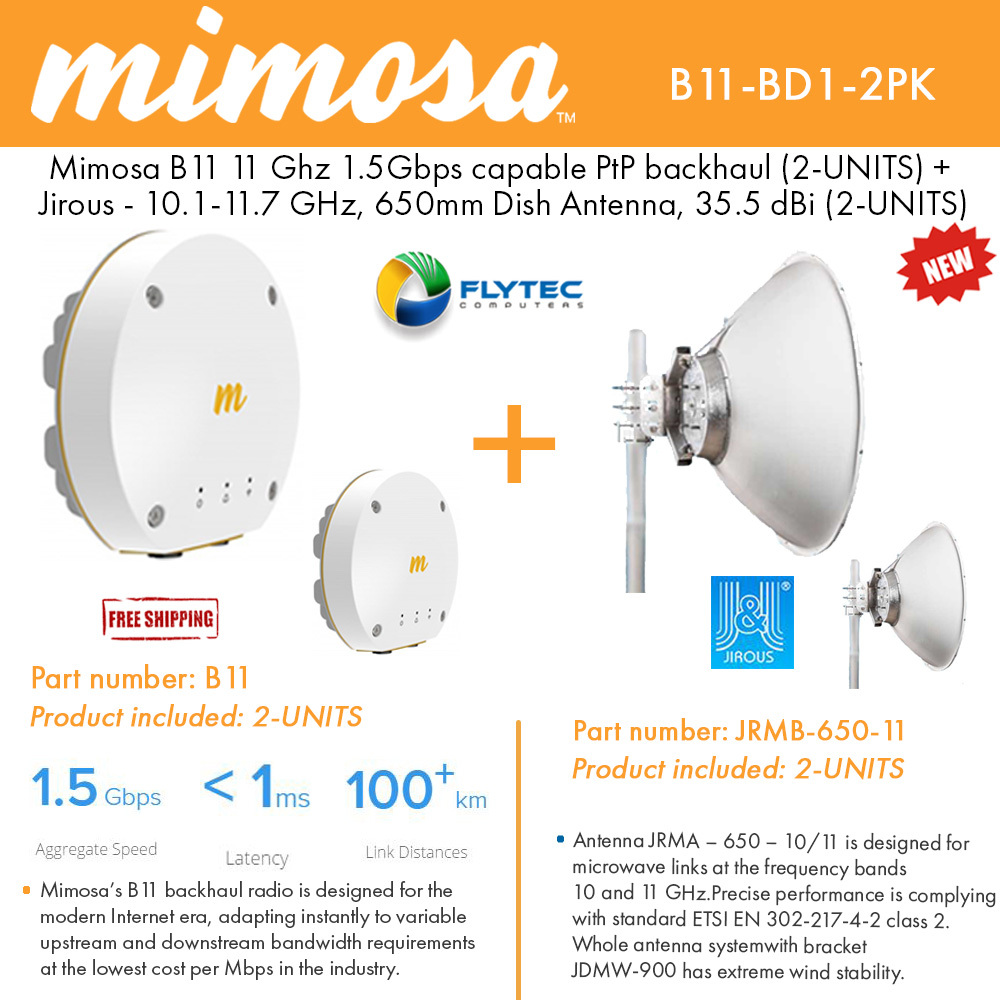 mimosa™
B11-BD1-2PK
Mimosa B11 11 Ghz 1.5Gbps capable PtP backhaul (2-UNITS) +
Jirous - 10.1-11.7 GHz, 650mm Dish Antenna, 35.5 dBi (2-UNITS)
NEW
FLYTEC
COMPUTERS
m
m
FREE SHIPPING
J&J®
JIROUS
Part number: B11
Product included: 2-UNITS
1.5 Gbps
< 1ms
100+ km
Aggregate Speed
Latency
Link Distances
Mimosa's B11 backhaul radio is designed for the
modern Internet era, adapting instantly to variable
upstream and downstream bandwidth requirements
at the lowest cost per Mbps in the industry.
Part number: JRMB-650-11
Product included: 2-UNITS
Antenna JRMA – 650 – 10/11 is designed for
microwave links at the frequency bands
10 and 11 GHz.Precise performance is complying
with standard ETSI EN 302-217-4-2 class 2.
Whole antenna systemwith bracket
JDMW-900 has extreme wind stability.